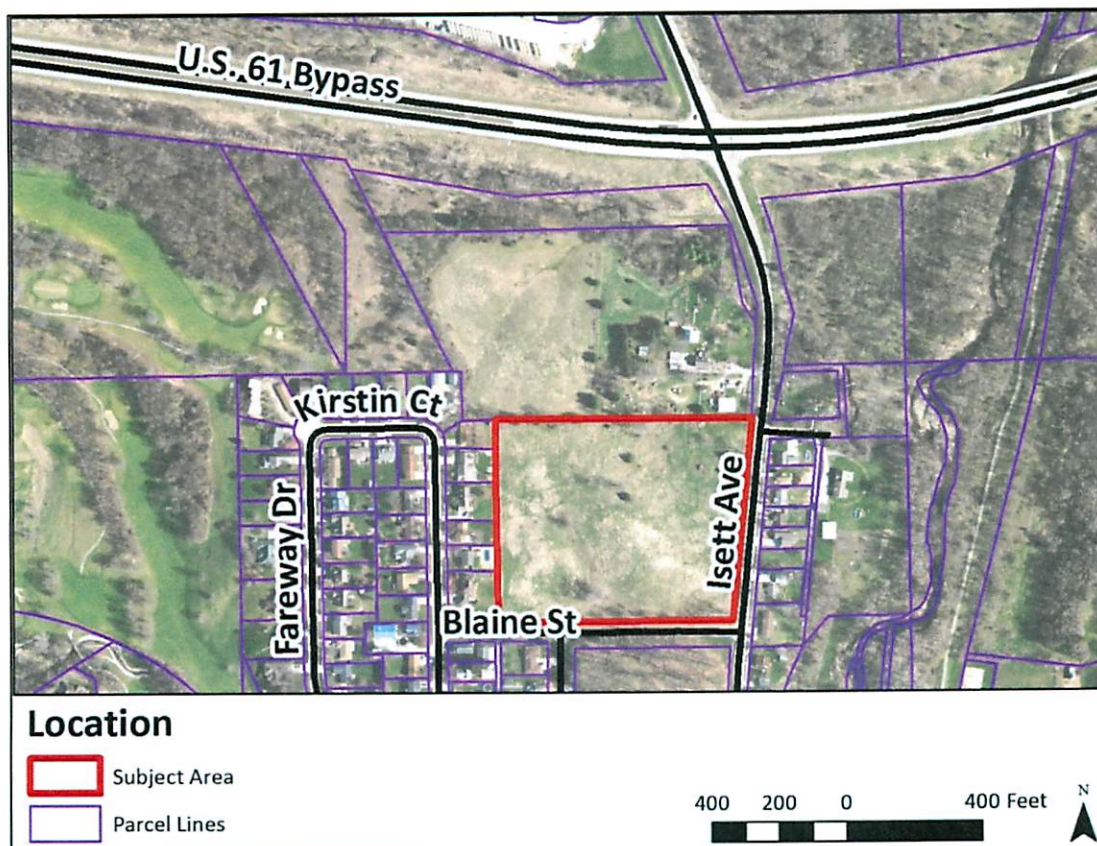 U.S. 61 Bypass
Kirstin Ct
Fareway Dr
Isett Ave
Blaine St
Location
Subject Area
Parcel Lines
400 200 0 400 Feet
N